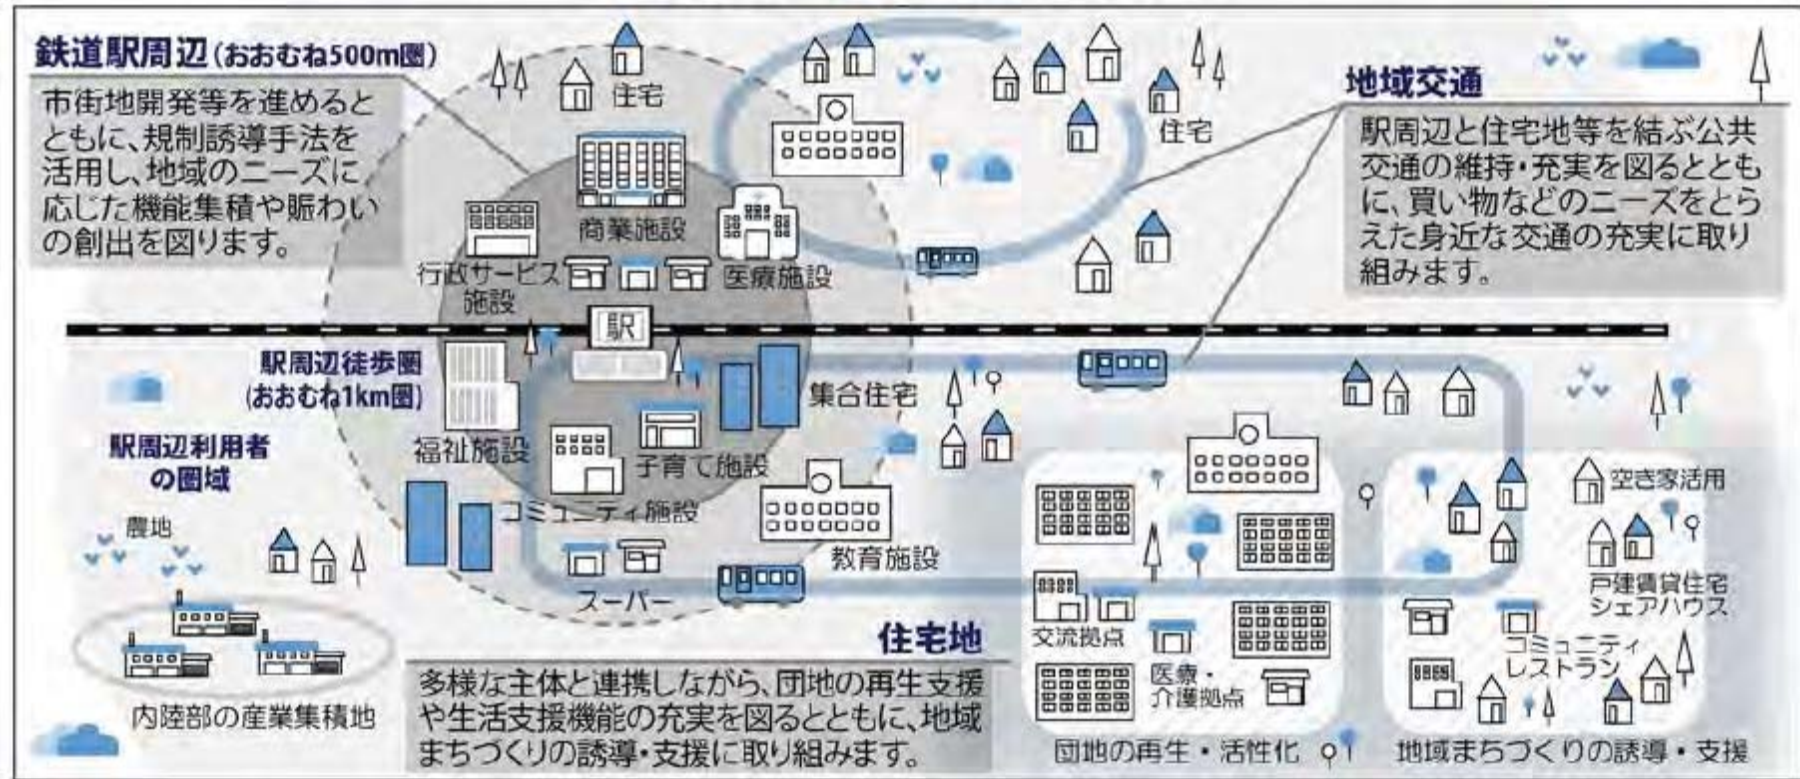 鉄道駅周辺(おおむね500m圏)
市街地開発等を進めると
ともに、規制誘導手法を
活用し、地域のニーズに
応じた機能集積や賑わい
の創出を図ります。
地域交通
駅周辺と住宅地等を結ぶ公共
交通の維持・充実を図るととも
に、買い物などのニーズをとら
えた身近な交通の充実に取り
組みます。
住宅
住宅
商業施設
行政サービス
施設
医療施設
駅
駅周辺徒歩圏
(おおむね1km圏)
集合住宅
福祉施設
子育て施設
コミュニティ施設
教育施設
スーパー
駅周辺利用者
の圏域
農地
内陸部の産業集積地
住宅地
多様な主体と連携しながら、団地の再生支援
や生活支援機能の充実を図るとともに、地域
まちづくりの誘導・支援に取り組みます。
交流拠点
医療・
介護拠点
団地の再生・活性化
空き家活用
戸建賃貸住宅
シェアハウス
コミュニティ
レストラン
地域まちづくりの誘導・支援